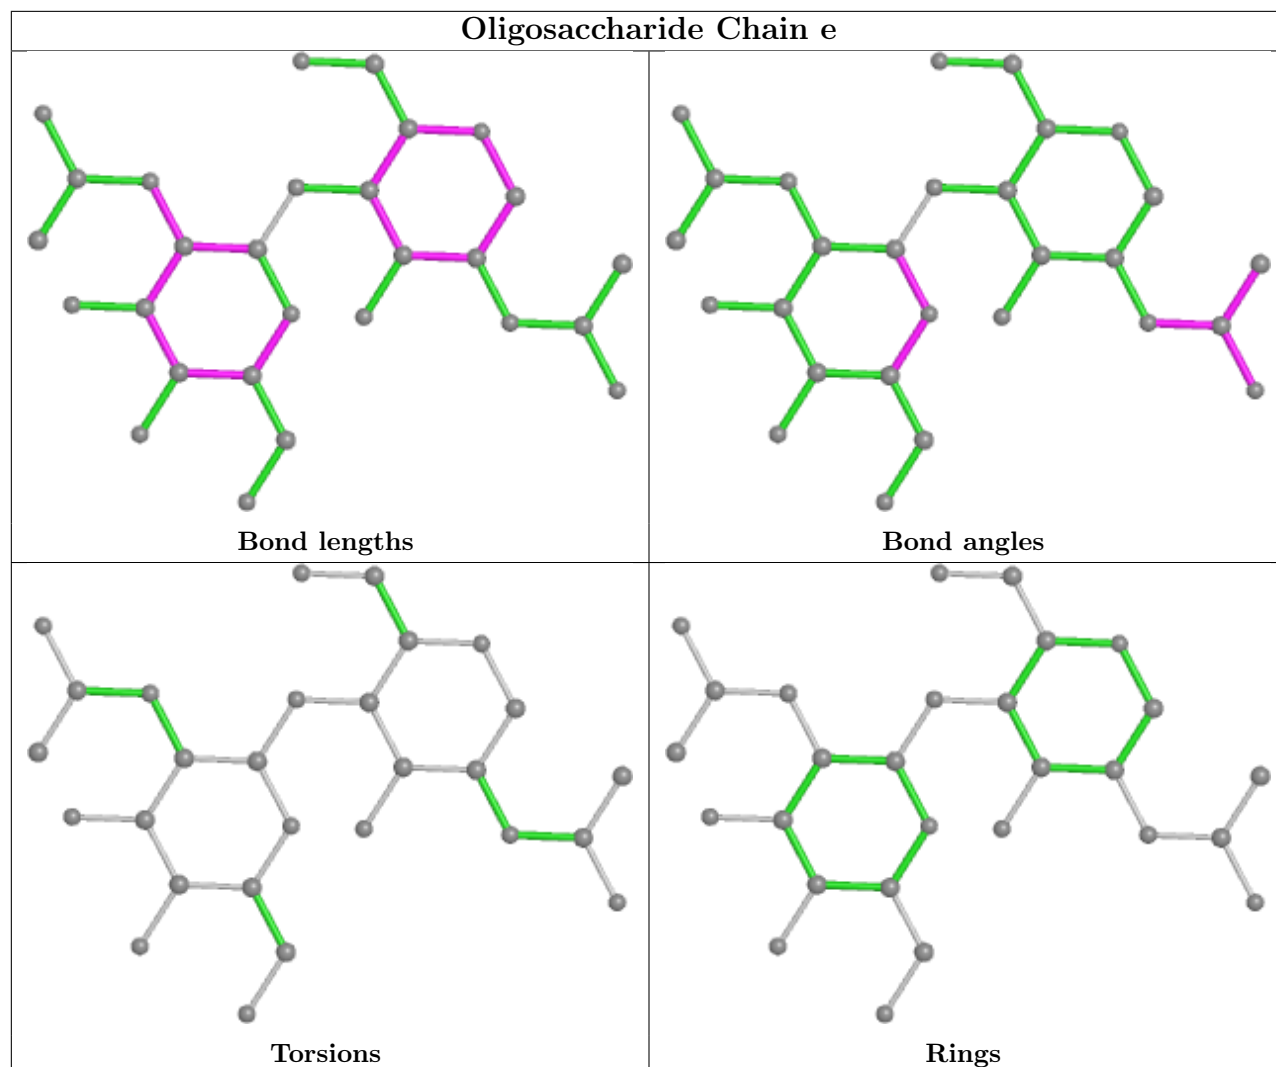 Oligosaccharide Chain e
Bond lengths
Bond angles
Torsions
Rings